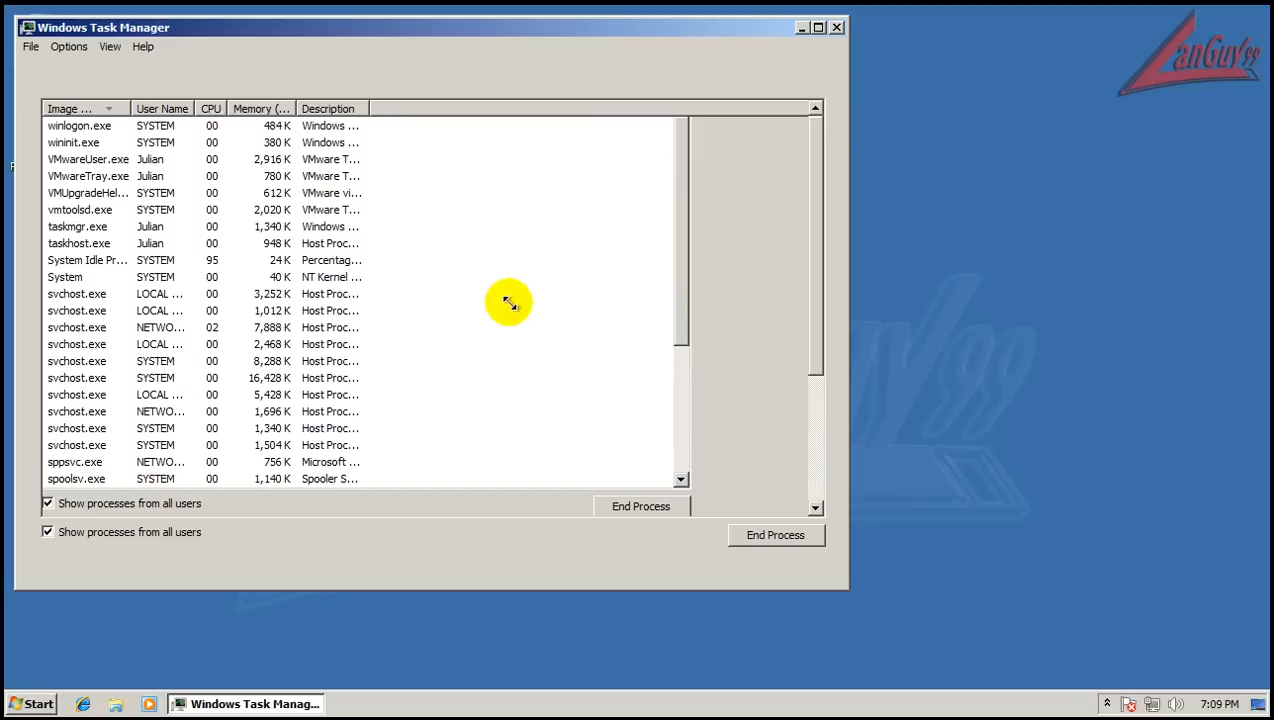 Windows Task Manager
File Options View Help
Image ... User Name CPU Memory (... Description
winlogon.exe SYSTEM 00 484 K Windows ...
wininit.exe SYSTEM 00 380 K Windows ...
VMwareUser.exe Julian 00 2,916 K VMware T...
VMwareTray.exe Julian 00 780 K VMware T...
VMUpgradeHel... SYSTEM 00 612 K VMware vi...
vmtoolsd.exe SYSTEM 00 2,020 K VMware T...
taskmgr.exe Julian 00 1,340 K Windows ...
taskhost.exe Julian 00 948 K Host Proc...
System Idle Pr... SYSTEM 95 24 K Percentag...
System SYSTEM 00 40 K NT Kernel ...
svchost.exe LOCAL ... 00 3,252 K Host Proc...
svchost.exe LOCAL ... 00 1,012 K Host Proc...
svchost.exe NETWO... 02 7,888 K Host Proc...
svchost.exe LOCAL ... 00 2,468 K Host Proc...
svchost.exe SYSTEM 00 8,288 K Host Proc...
svchost.exe SYSTEM 00 16,428 K Host Proc...
svchost.exe LOCAL ... 00 5,428 K Host Proc...
svchost.exe NETWO... 00 1,696 K Host Proc...
svchost.exe SYSTEM 00 1,340 K Host Proc...
svchost.exe SYSTEM 00 1,504 K Host Proc...
sppsvc.exe NETWO... 00 756 K Microsoft ...
spoolsv.exe SYSTEM 00 1,140 K Spooler S...
Show processes from all users End Process
Show processes from all users End Process
LanGuy99
Start Windows Task Manag... 7:09 PM